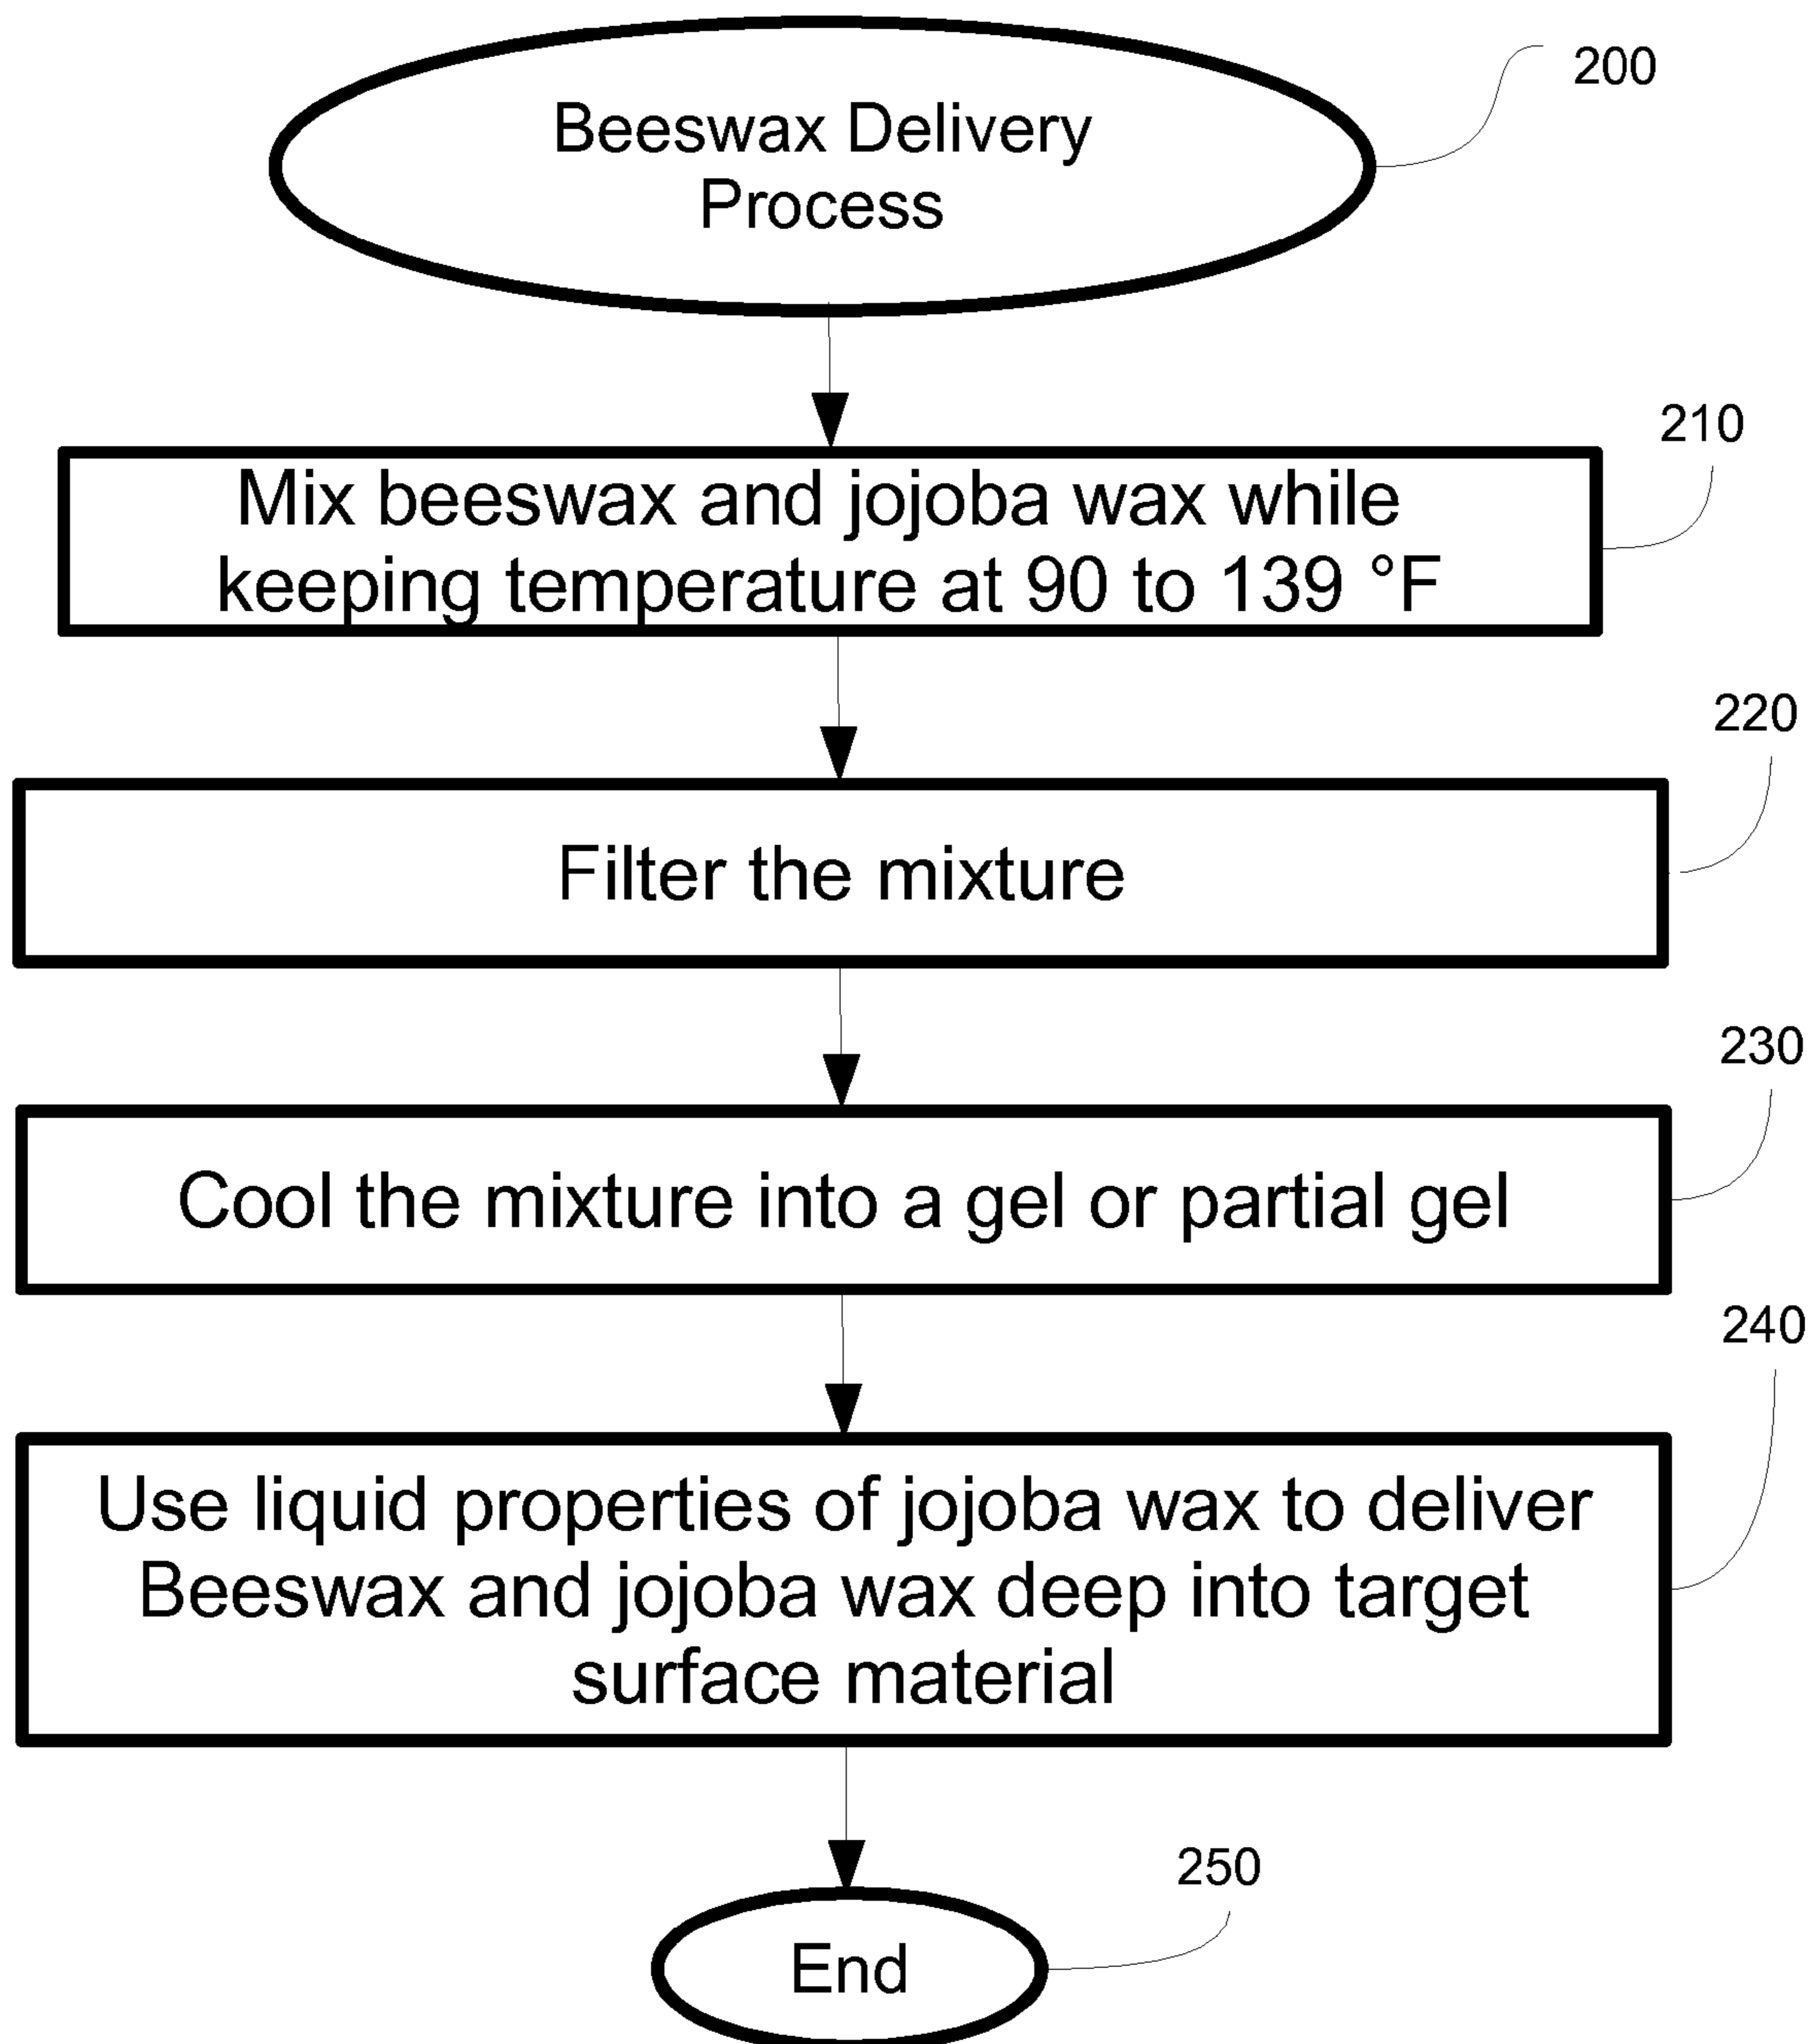 Beeswax Delivery
Process
200
210
Mix beeswax and jojoba wax while
keeping temperature at 90 to 139 °F
220
Filter the mixture
230
Cool the mixture into a gel or partial gel
240
Use liquid properties of jojoba wax to deliver
Beeswax and jojoba wax deep into target
surface material
250
End